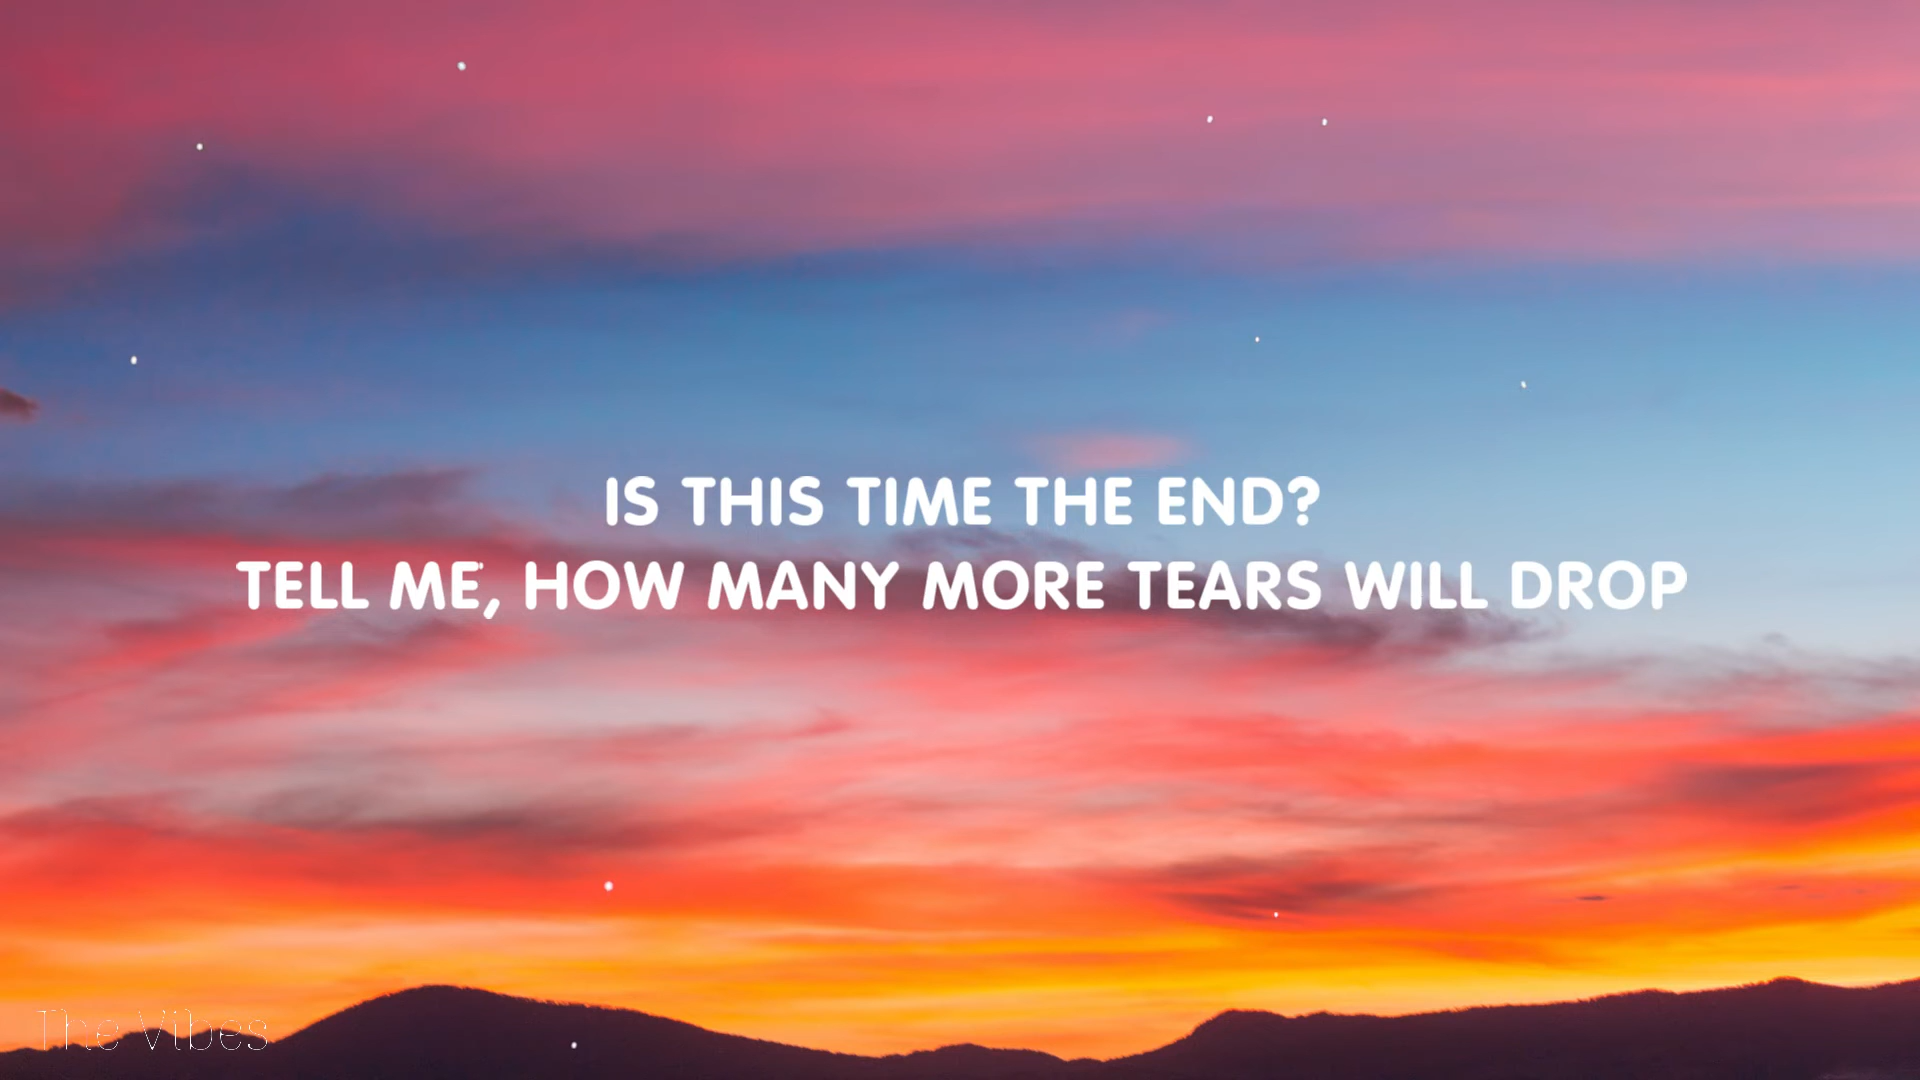 IS THIS TIME THE END?
TELL ME, HOW MANY MORE TEARS WILL DROP
The Vibes